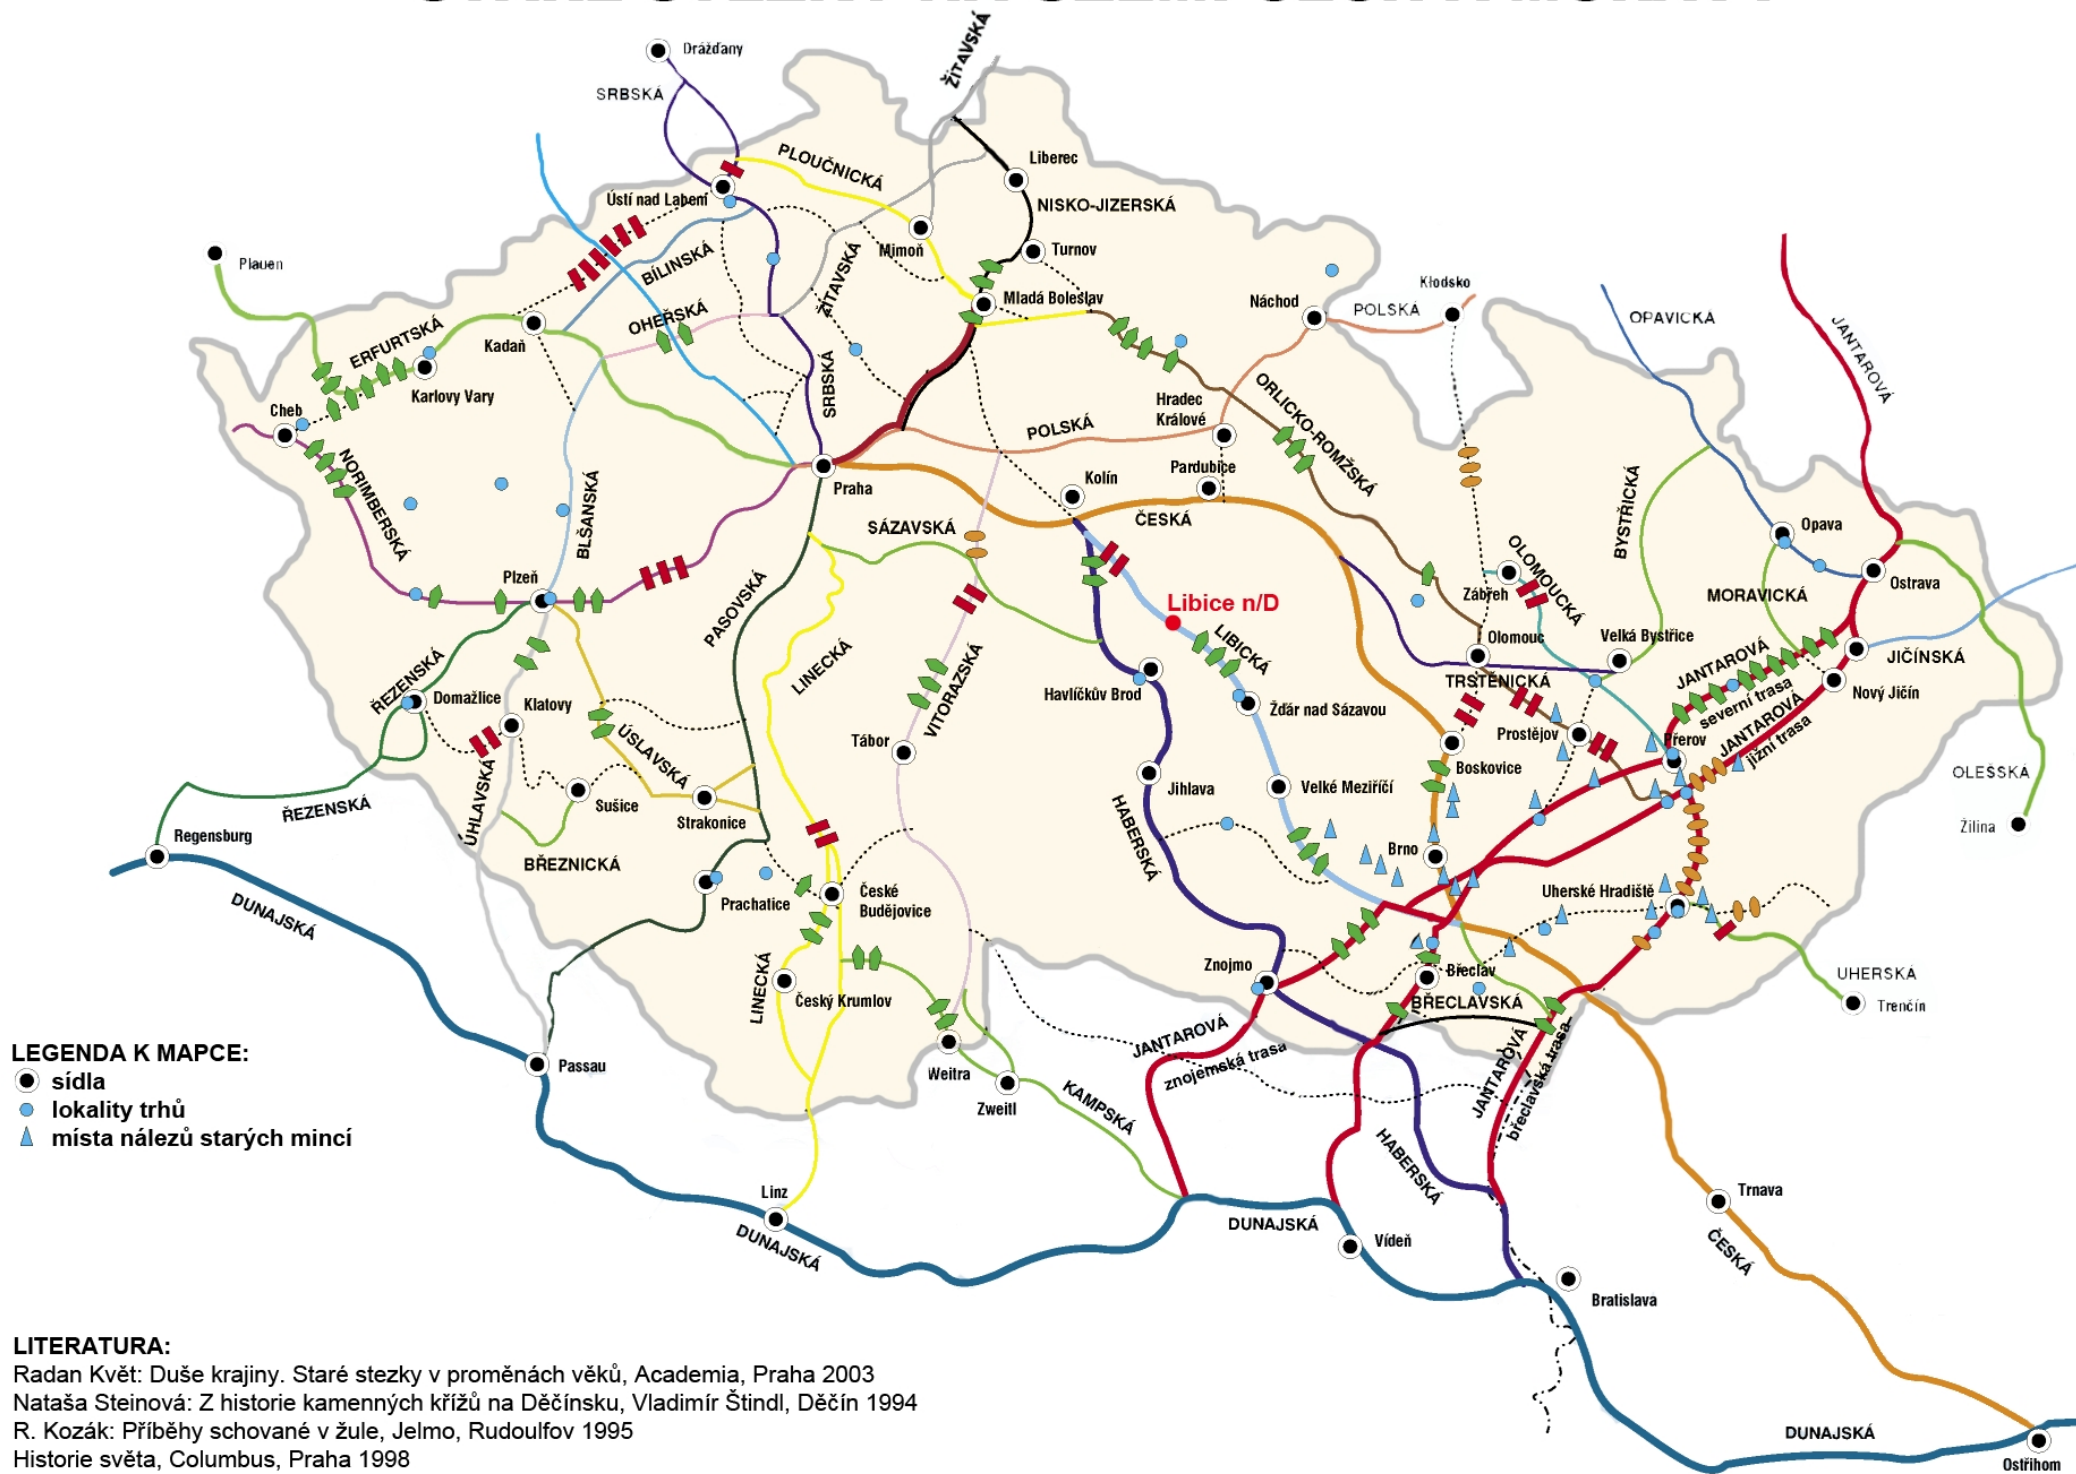 Drážďany
SRBSKÁ
ŽITAVSKÁ
PLOUČNICKÁ
Liberec
Ústí nad Labem
NISKO-JIZERSKÁ
Plauen
BÍLINSKÁ
ŽITAVSKÁ
Mimoň
Turnov
Mladá Boleslav
Náchod
POLSKÁ
Kłodsko
OPAVICKÁ
JANTAROVÁ
ERFURTSKÁ
OHEŘSKÁ
Kadaň
Karlovy Vary
SRBSKÁ
Hradec
Králové
ORLICKO-ROMŽSKÁ
Cheb
NORIMBERSKÁ
POLSKÁ
Praha
Kolín
Pardubice
ČESKÁ
BLŠANSKÁ
SÁZAVSKÁ
BYSTŘICKÁ
Opava
OLOMOUCKÁ
Zábřeh
Ostrava
MORAVICKÁ
Plzeň
PASOVSKÁ
Libice n/D
LIBICKÁ
Olomouc
Velká Bystřice
JANTAROVÁ
severní trasa
JIČÍNSKÁ
Nový Jičín
ŘEZENSKÁ
Domažlice
Klatovy
LINECKÁ
VITORAZSKÁ
Havlíčkův Brod
Žďár nad Sázavou
TRSTENICKÁ
Prostějov
Přerov
JANTAROVÁ
jižní trasa
Tábor
ÚSLAVSKÁ
Boskovice
OLEŠSKÁ
Žilina
ÚHLAVSKÁ
Sušice
Strakonice
Jihlava
Velké Meziříčí
ŘEZENSKÁ
Regensburg
BŘEZNICKÁ
HABERSKÁ
Brno
Prachatice
České
Budějovice
Uherské Hradiště
DUNAJSKÁ
LINECKÁ
Český Krumlov
Znojmo
Břeclav
BŘECLAVSKÁ
UHERSKÁ
Trenčín
JANTAROVÁ
znojemská trasa
JANTAROVÁ
břeclavská trasa
Passau
Weitra
Zweitl
KAMPSKÁ
HABERSKÁ
Linz
DUNAJSKÁ
DUNAJSKÁ
Vídeň
Trnava
ČESKÁ
Bratislava
DUNAJSKÁ
Ostřihom
LEGENDA K MAPCE:
sídla
lokality trhů
místa nálezů starých mincí
LITERATURA:
Radan Květ: Duše krajiny. Staré stezky v proměnách věků, Academia, Praha 2003
Nataša Steinová: Z historie kamenných křížů na Děčínsku, Vladimír Štindl, Děčín 1994
R. Kozák: Příběhy schované v žule, Jelmo, Rudoulfov 1995
Historie světa, Columbus, Praha 1998